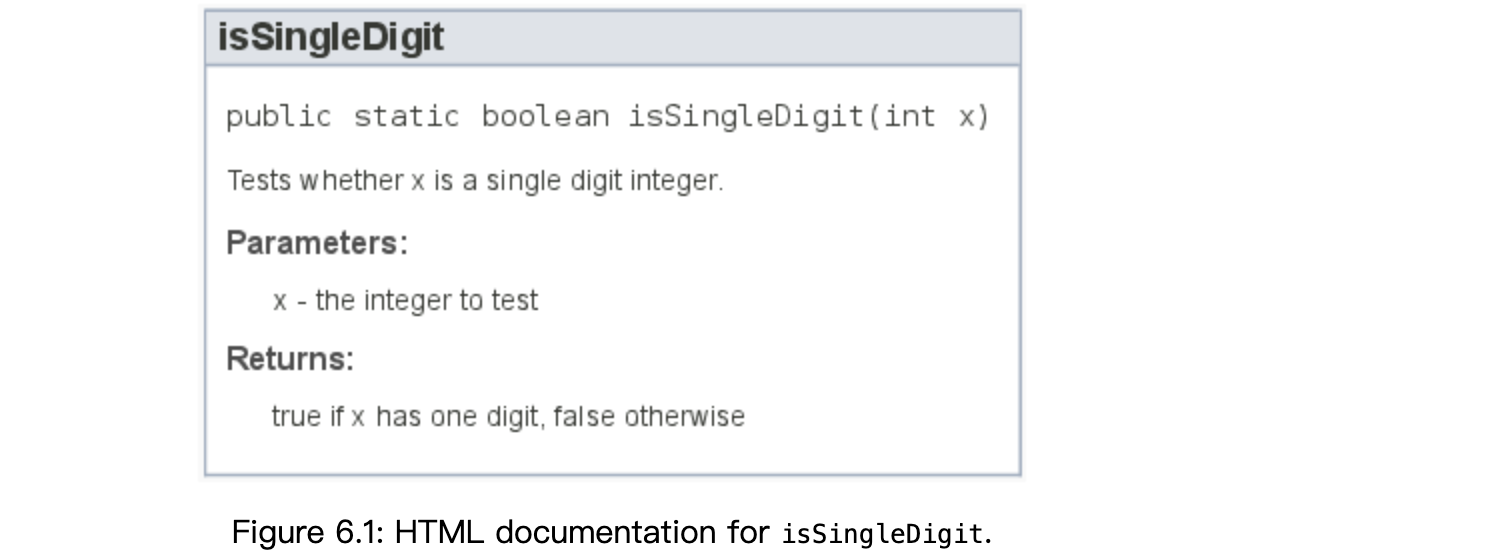 isSingleDigit
public static boolean isSingleDigit(int x)
Tests whether x is a single digit integer.
Parameters:
x - the integer to test
Returns:
true if x has one digit, false otherwise
Figure 6.1: HTML documentation for isSingleDigit.